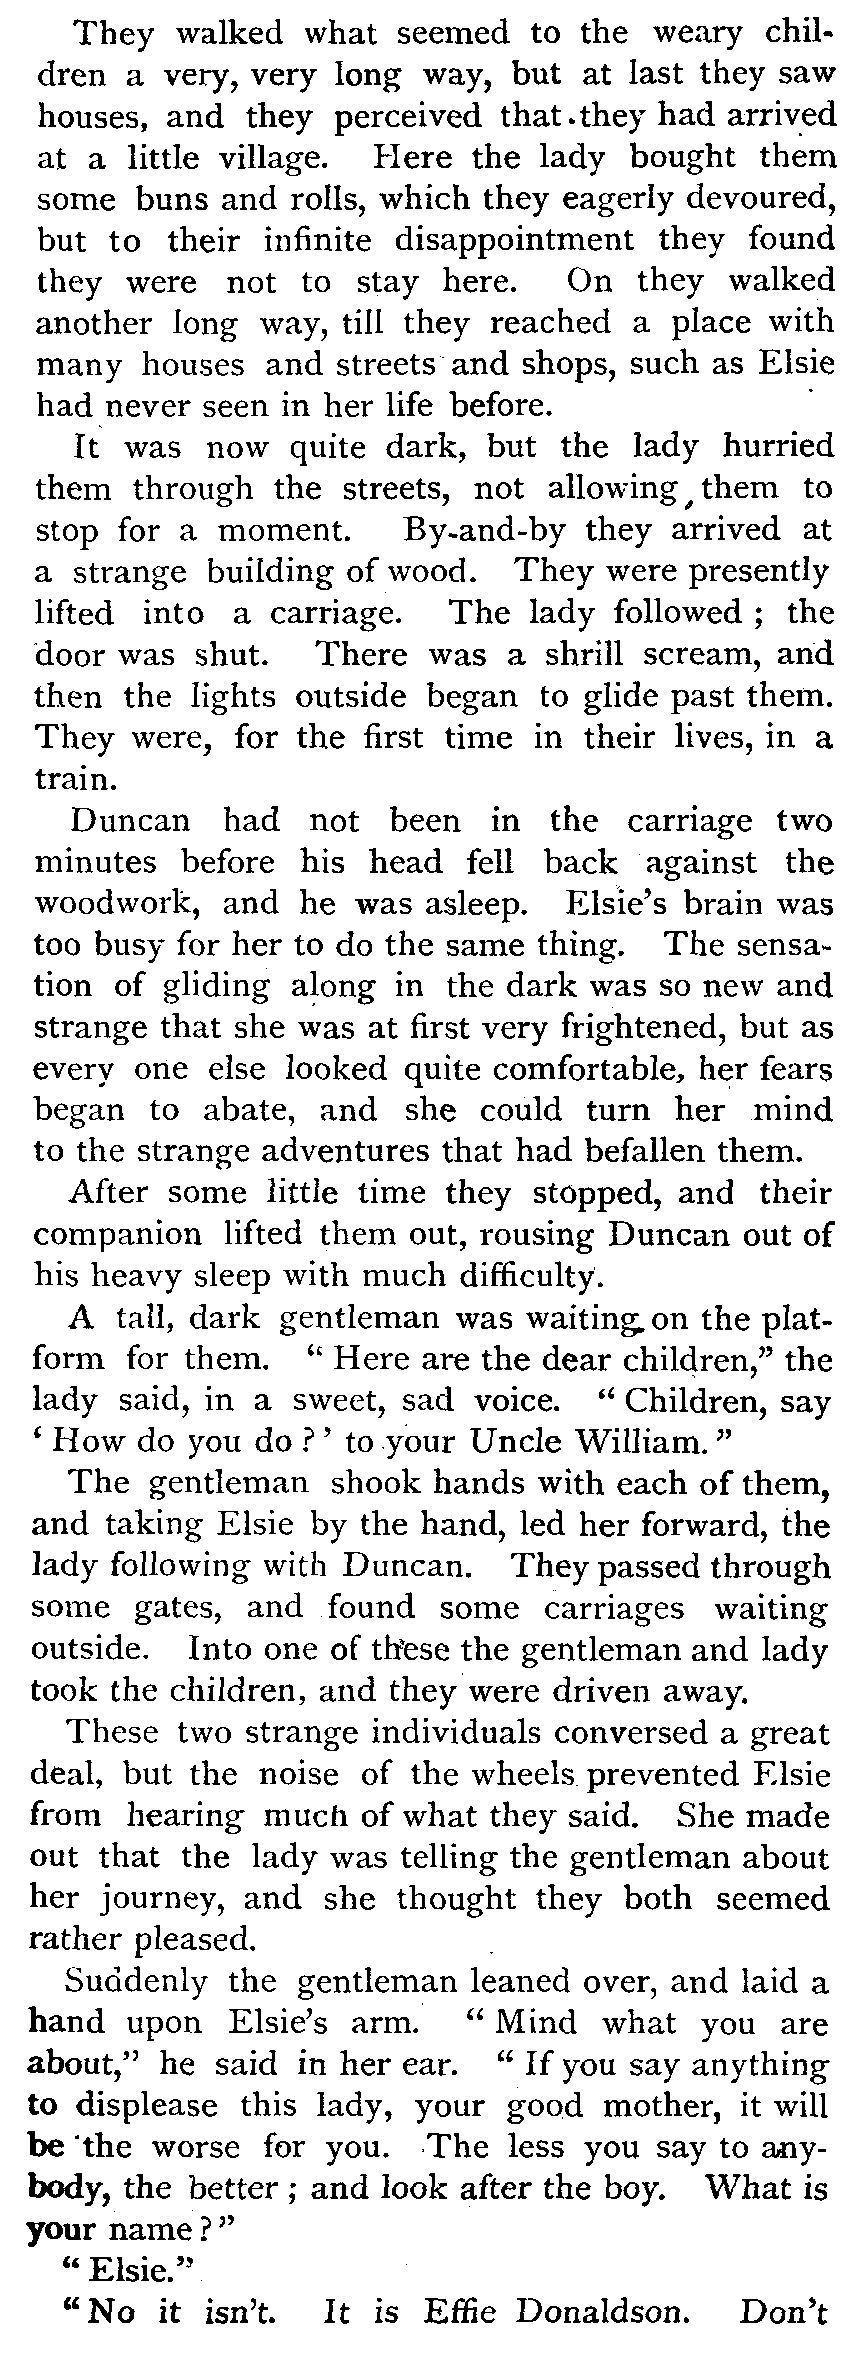 They walked what seemed to the weary chil-
dren a very, very long way, but at last they saw
houses, and they perceived that they had arrived
at a little village. Here the lady bought them
some buns and rolls, which they eagerly devoured,
but to their infinite disappointment they found
they were not to stay here. On they walked
another long way, till they reached a place with
many houses and streets and shops, such as Elsie
had never seen in her life before.
It was now quite dark, but the lady hurried
them through the streets, not allowing them to
stop for a moment. By-and-by they arrived at
a strange building of wood. They were presently
lifted into a carriage. The lady followed ; the
door was shut. There was a shrill scream, and
then the lights outside began to glide past them.
They were, for the first time in their lives, in a
train.
Duncan had not been in the carriage two
minutes before his head fell back against the
woodwork, and he was asleep. Elsie's brain was
too busy for her to do the same thing. The sensa-
tion of gliding along in the dark was so new and
strange that she was at first very frightened, but as
every one else looked quite comfortable, her fears
began to abate, and she could turn her mind
to the strange adventures that had befallen them.
After some little time they stopped, and their
companion lifted them out, rousing Duncan out of
his heavy sleep with much difficulty.
A tall, dark gentleman was waiting on the plat-
form for them. “ Here are the dear children,” the
lady said, in a sweet, sad voice. “ Children, say
‘ How do you do ? ’ to your Uncle William. ”
The gentleman shook hands with each of them,
and taking Elsie by the hand, led her forward, the
lady following with Duncan. They passed through
some gates, and found some carriages waiting
outside. Into one of these the gentleman and lady
took the children, and they were driven away.
These two strange individuals conversed a great
deal, but the noise of the wheels prevented Elsie
from hearing much of what they said. She made
out that the lady was telling the gentleman about
her journey, and she thought they both seemed
rather pleased.
Suddenly the gentleman leaned over, and laid a
hand upon Elsie's arm. “ Mind what you are
about,” he said in her ear. “ If you say anything
to displease this lady, your good mother, it will
be the worse for you. The less you say to any-
body, the better ; and look after the boy. What is
your name ? ”
“ Elsie.”
“ No it isn't. It is Effie Donaldson. Don't